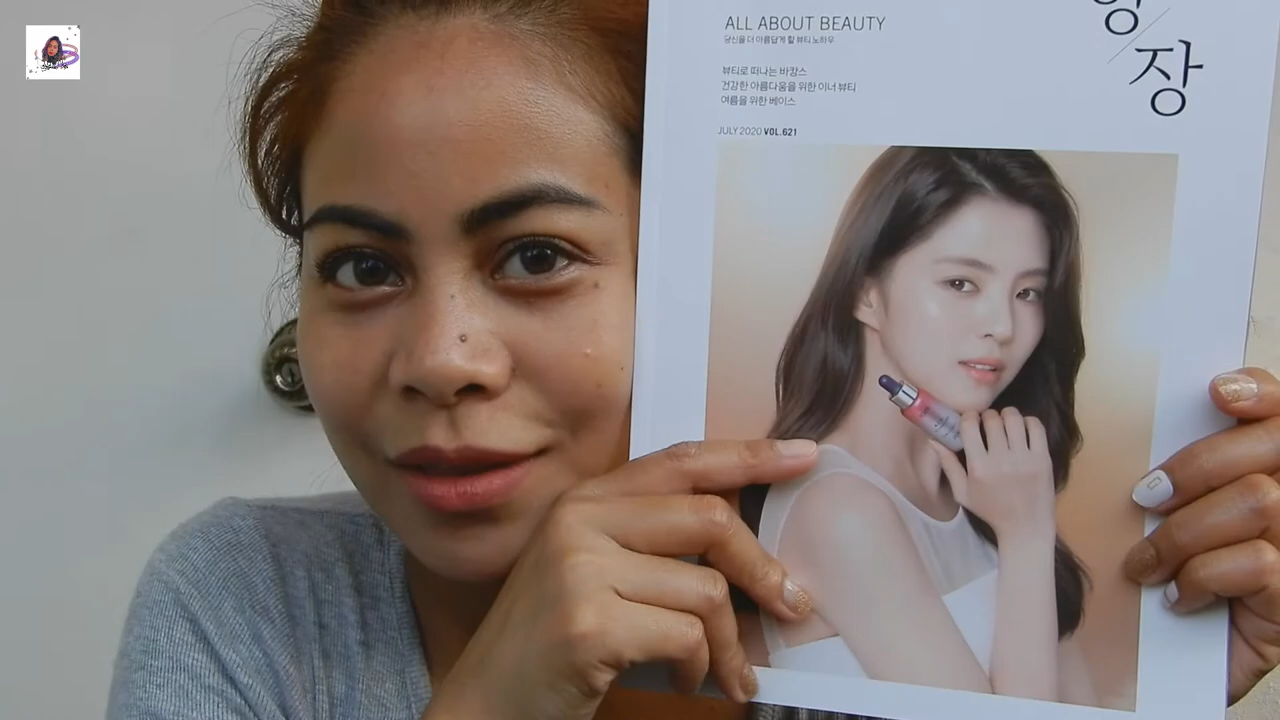 ALL ABOUT BEAUTY
당신을 더 아름답게 할 뷰티 노하우
장
뷰티로 떠나는 바캉스
건강한 아름다움을 위한 이너 뷰티
여름을 위한 베이스
JULY 2020 VOL.621